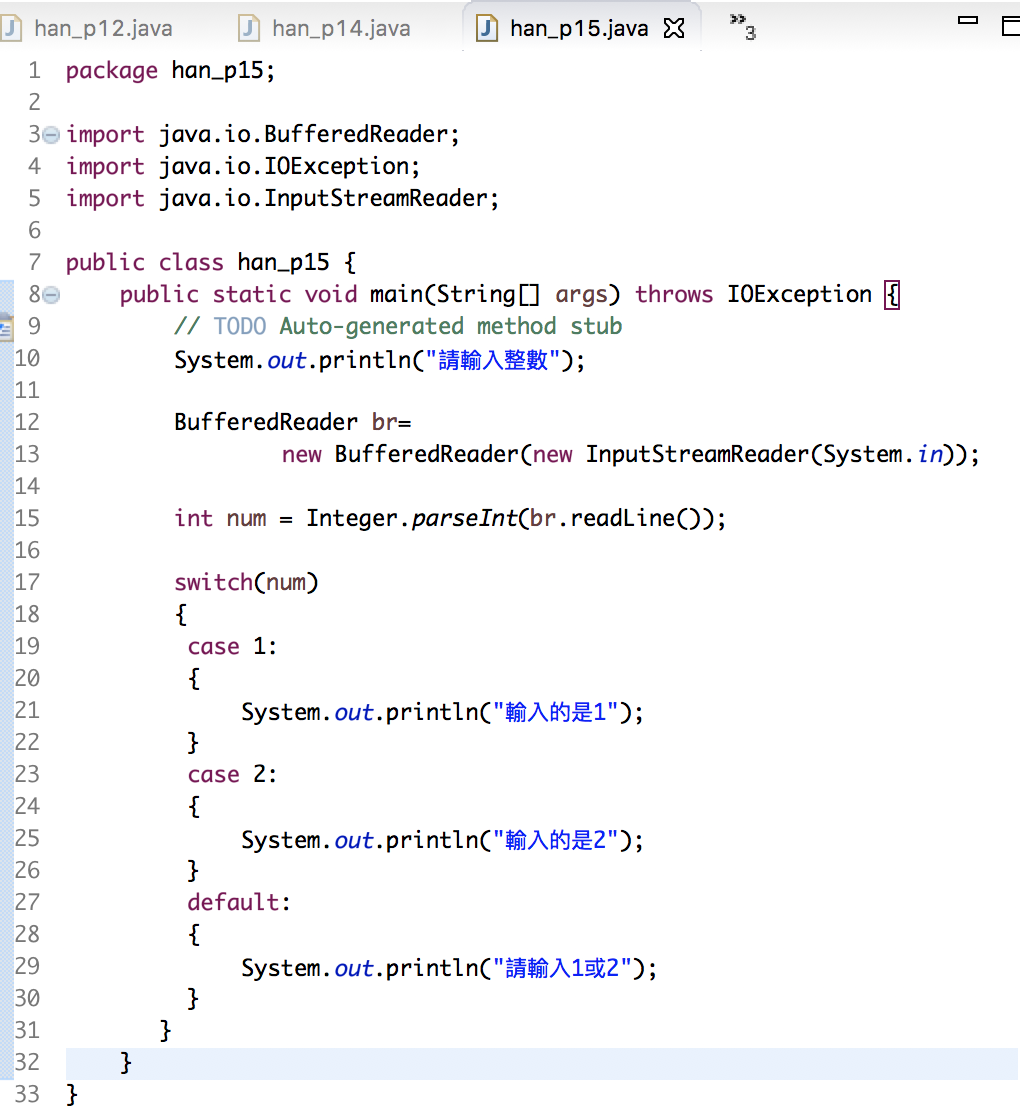 han_p12.java han_p14.java han_p15.java »3
1 package han_p15;
2
3 import java.io.BufferedReader;
4 import java.io.IOException;
5 import java.io.InputStreamReader;
6
7 public class han_p15 {
8     public static void main(String[] args) throws IOException {
9         // TODO Auto-generated method stub
10         System.out.println("請輸入整數");
11
12         BufferedReader br=
13                 new BufferedReader(new InputStreamReader(System.in));
14
15         int num = Integer.parseInt(br.readLine());
16
17         switch(num)
18         {
19          case 1:
20          {
21              System.out.println("輸入的是1");
22          }
23          case 2:
24          {
25              System.out.println("輸入的是2");
26          }
27          default:
28          {
29              System.out.println("請輸入1或2");
30          }
31        }
32     }
33 }